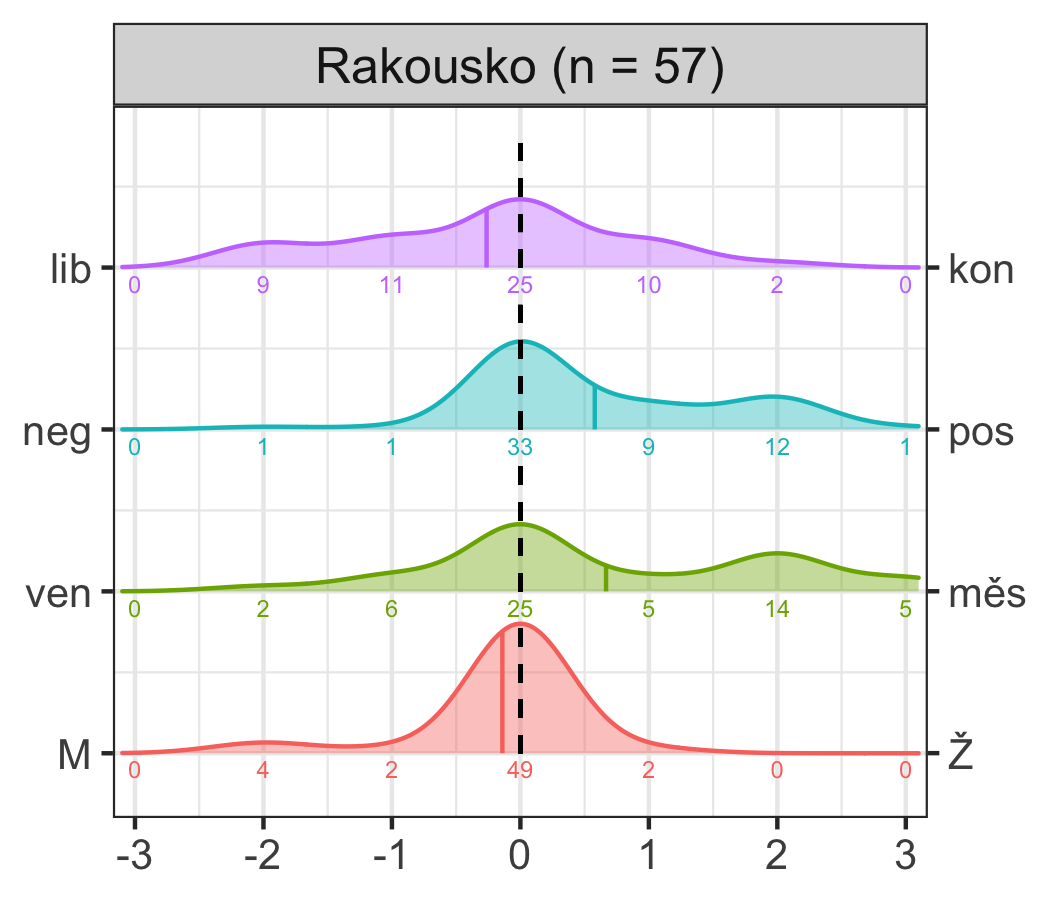 Rakousko (n = 57)
lib kon
0 9 11 25 10 2 0
neg pos
0 1 1 33 9 12 1
ven měs
0 2 6 25 5 14 5
M Ž
0 4 2 49 2 0 0
-3 -2 -1 0 1 2 3